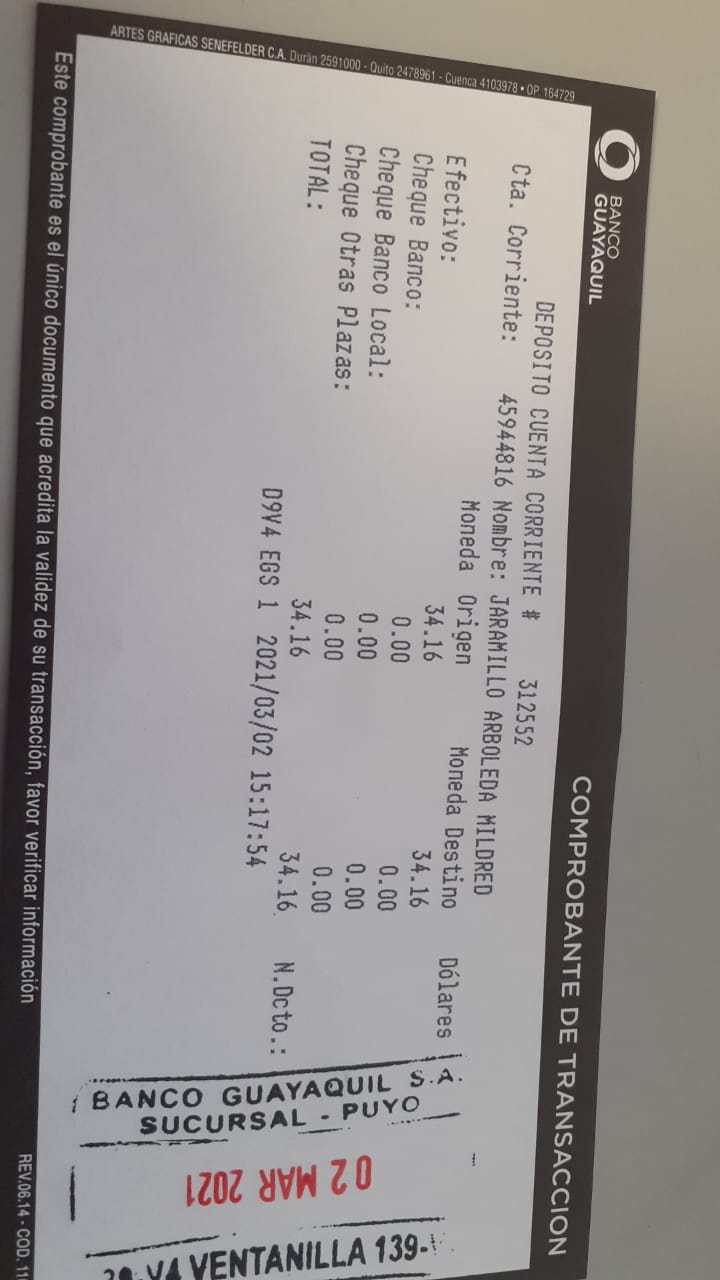 BANCO
GUAYAQUIL
COMPROBANTE DE TRANSACCION
DEPOSITO CUENTA CORRIENTE # 312552
Cta. Corriente: 45944816 Nombre: JARAMILLO ARBOLEDA MILDRED
Moneda Origen Moneda Destino Dólares
Efectivo: 34.16 34.16
Cheque Banco: 0.00 0.00
Cheque Banco Local: 0.00 0.00
Cheque Otras Plazas: 0.00 0.00
TOTAL: 34.16 34.16 N.Dcto.:
D9V4 EGS 1 2021/03/02 15:17:54
BANCO GUAYAQUIL S.A.
SUCURSAL - PUYO
02 MAR 2021
VENTANILLA 139-
ARTES GRAFICAS SENEFELDER C.A. Durán 2591000 - Quito 2478961 - Cuenca 4103978 • OP. 164729
Este comprobante es el único documento que acredita la validez de su transacción, favor verificar información
REV.06.14 - COD. 11